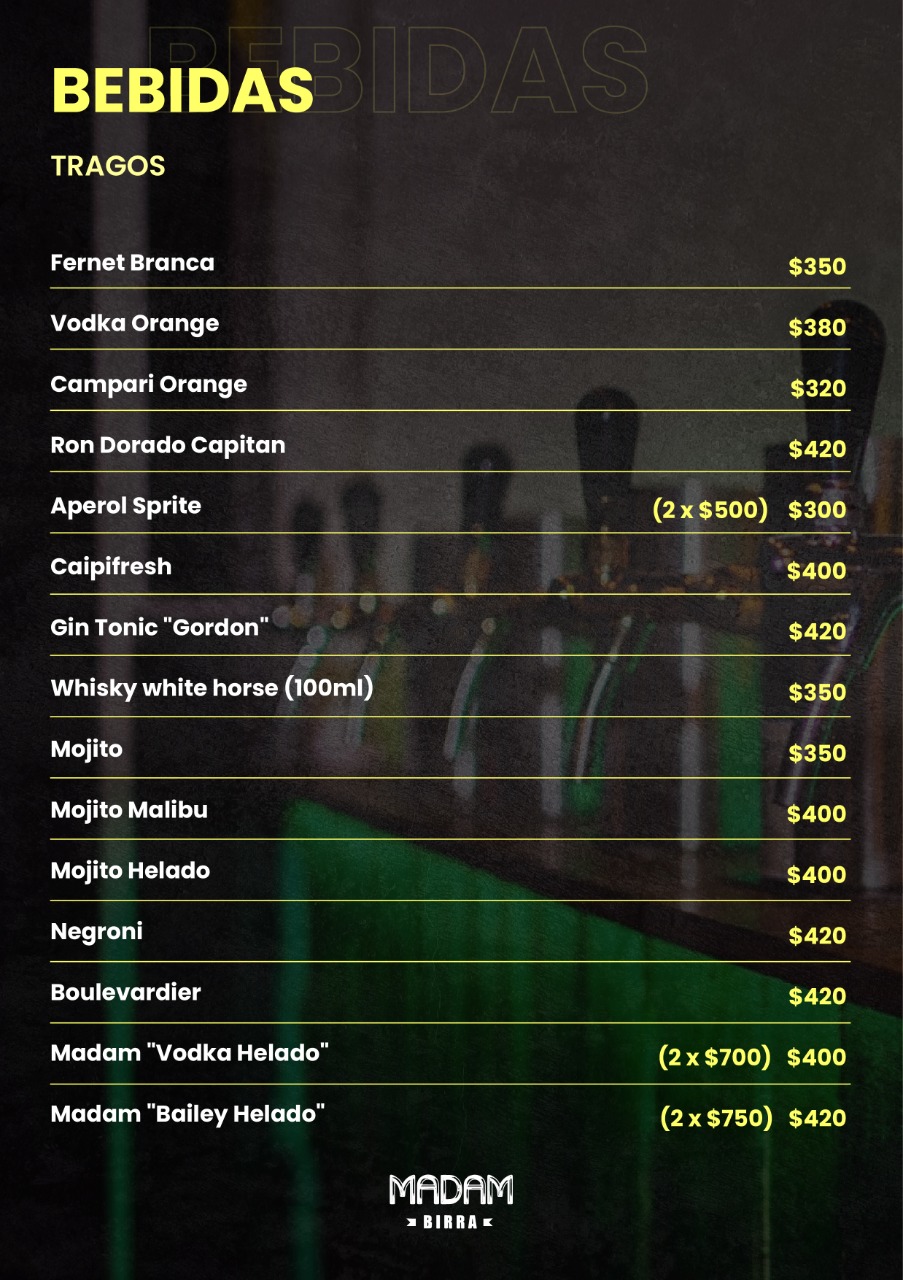 BEBIDAS
BEBIDAS
TRAGOS
Fernet Branca $350
Vodka Orange $380
Campari Orange $320
Ron Dorado Capitan $420
Aperol Sprite (2 x $500) $300
Caipifresh $400
Gin Tonic "Gordon" $420
Whisky white horse (100ml) $350
Mojito $350
Mojito Malibu $400
Mojito Helado $400
Negroni $420
Boulevardier $420
Madam "Vodka Helado" (2 x $700) $400
Madam "Bailey Helado" (2 x $750) $420
MADAM
BIRRA